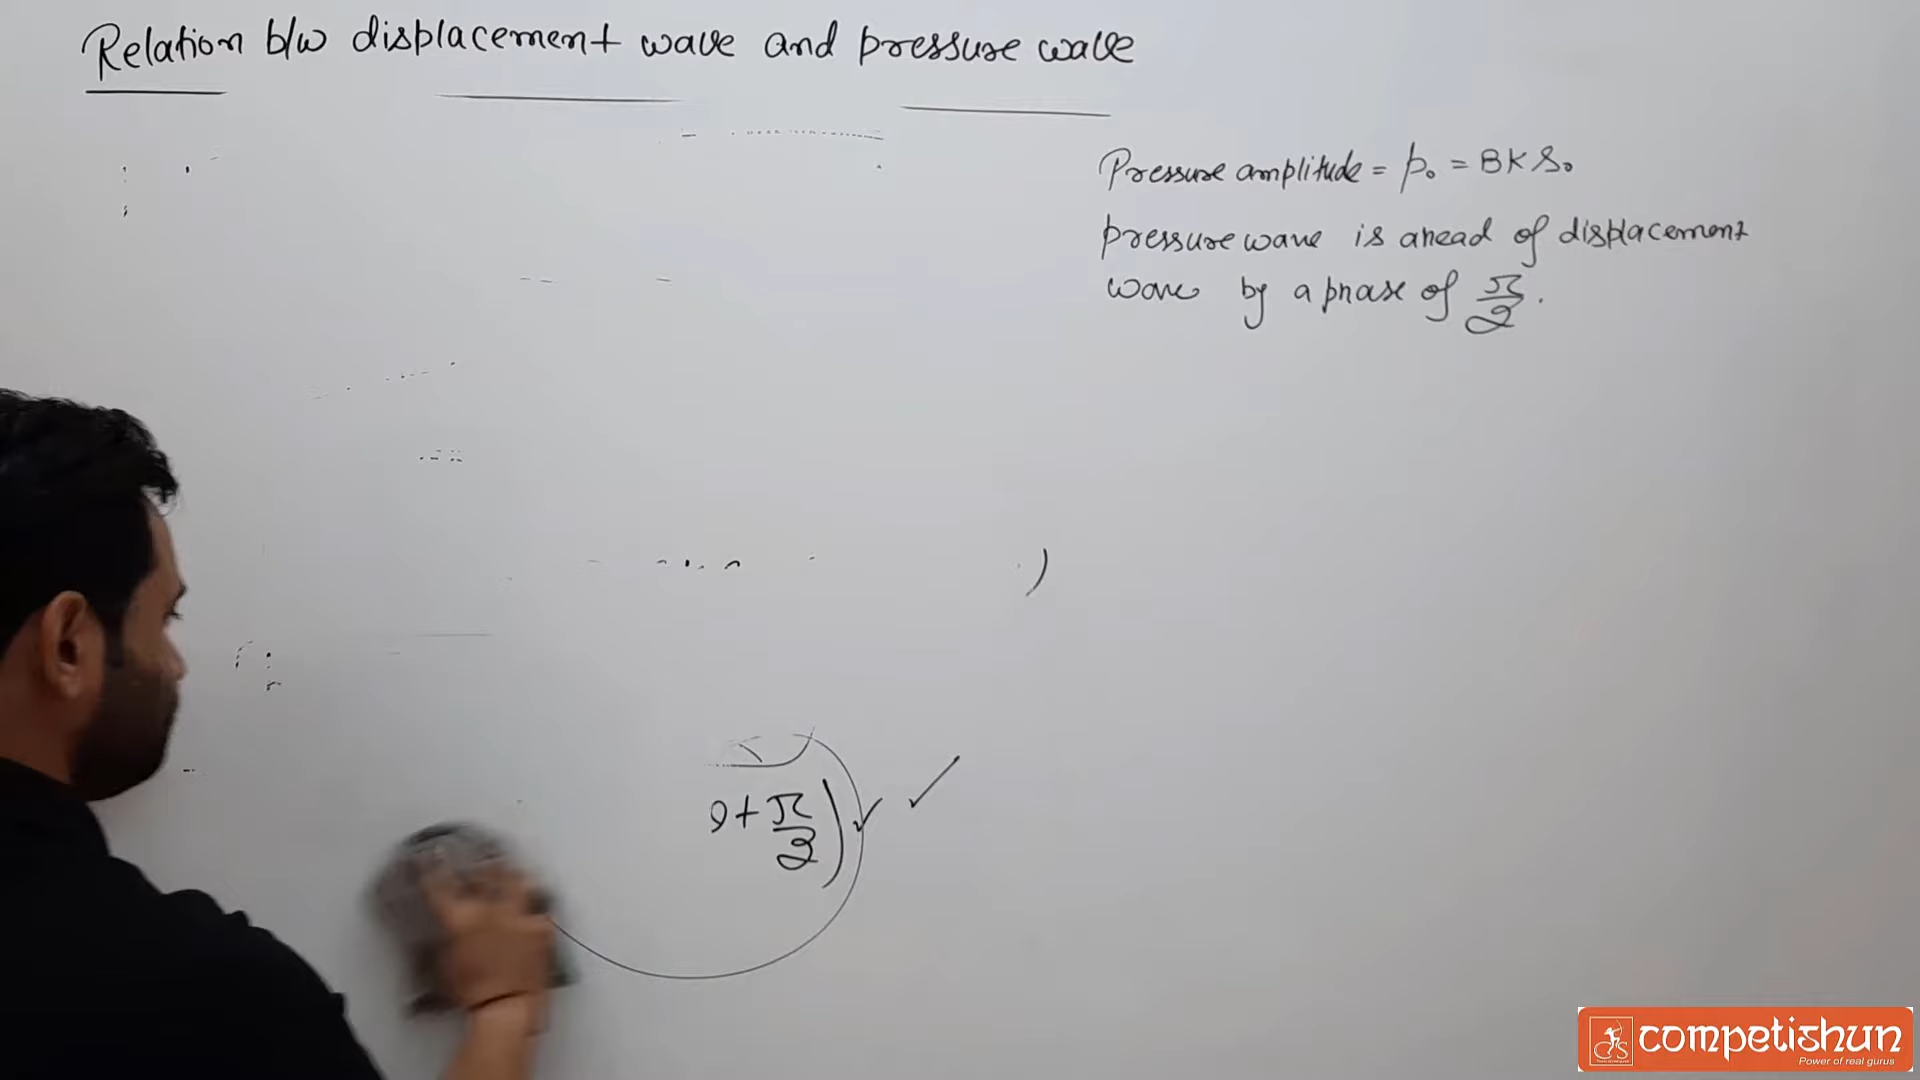 Relation b/w displacement wave and pressure wave
Pressure amplitude = p₀ = BKS₀
pressure wave is ahead of displacement
wave by a phase of π/2.
)
+ π/2)
competishun
Power of real gurus